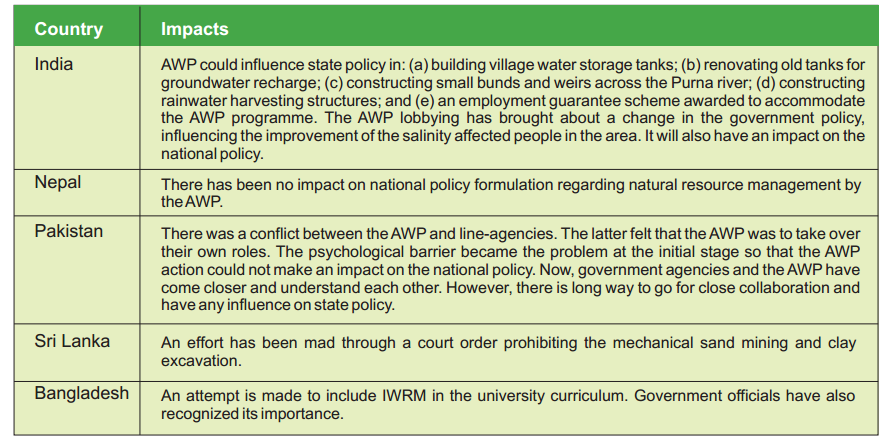 Country Impacts
India
AWP could influence state policy in: (a) building village water storage tanks; (b) renovating old tanks for
groundwater recharge; (c) constructing small bunds and weirs across the Purna river; (d) constructing
rainwater harvesting structures; and (e) an employment guarantee scheme awarded to accommodate
the AWP programme. The AWP lobbying has brought about a change in the government policy,
influencing the improvement of the salinity affected people in the area. It will also have an impact on the
national policy.
Nepal
There has been no impact on national policy formulation regarding natural resource management by
the AWP.
Pakistan
There was a conflict between the AWP and line-agencies. The latter felt that the AWP was to take over
their own roles. The psychological barrier became the problem at the initial stage so that the AWP
action could not make an impact on the national policy. Now, government agencies and the AWP have
come closer and understand each other. However, there is long way to go for close collaboration and
have any influence on state policy.
Sri Lanka
An effort has been mad through a court order prohibiting the mechanical sand mining and clay
excavation.
Bangladesh
An attempt is made to include IWRM in the university curriculum. Government officials have also
recognized its importance.